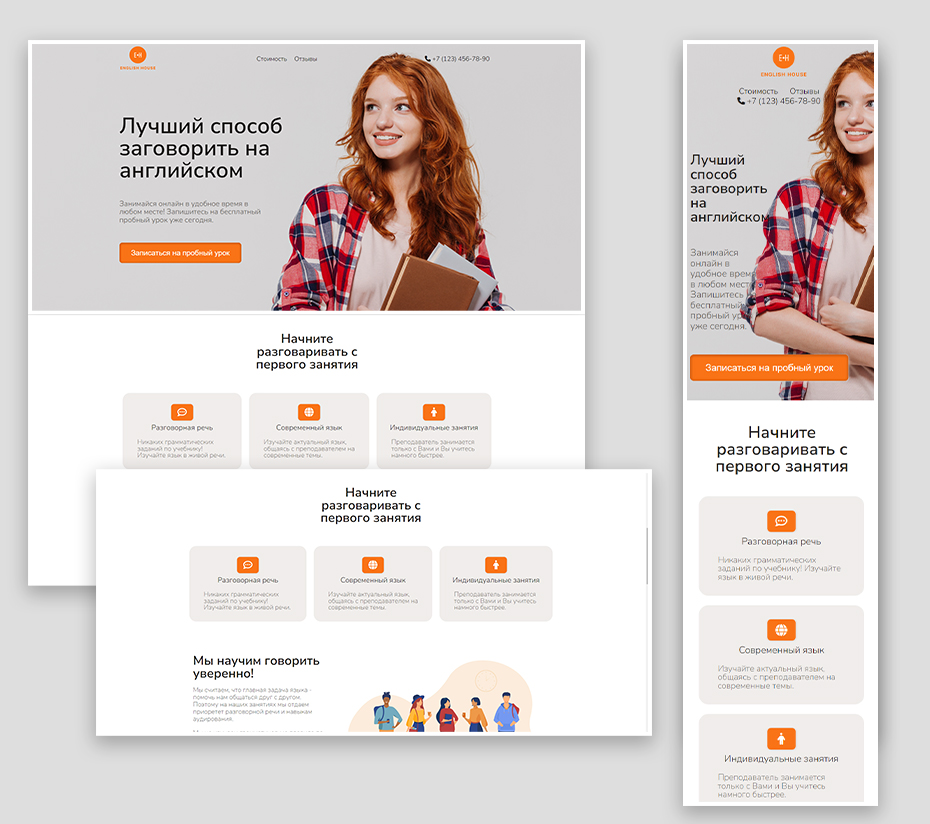 E•H
ENGLISH HOUSE
Стоимость Отзывы
+7 (123) 456-78-90
Лучший способ
заговорить на
английском
Занимайся онлайн в удобное время в
любом месте! Запишитесь на бесплатный
пробный урок уже сегодня.
Записаться на пробный урок
Начните
разговаривать с
первого занятия
Разговорная речь
Никаких грамматических
заданий по учебнику!
Изучайте язык в живой речи.
Современный язык
Изучайте актуальный язык,
общаясь с преподавателем на
современные темы.
Индивидуальные занятия
Преподаватель занимается
только с Вами и Вы учитесь
намного быстрее.
Начните
разговаривать с
первого занятия
Разговорная речь
Никаких грамматических
заданий по учебнику!
Изучайте язык в живой речи.
Современный язык
Изучайте актуальный язык,
общаясь с преподавателем на
современные темы.
Индивидуальные занятия
Преподаватель занимается
только с Вами и Вы учитесь
намного быстрее.
Мы научим говорить
уверенно!
Мы считаем, что главная задача языка -
помочь нам общаться друг с другом.
Поэтому на наших занятиях мы отдаем
приоретет разговорной речи и навыкам
аудирования.
E•H
ENGLISH HOUSE
Стоимость Отзывы
+7 (123) 456-78-90
Лучший
способ
заговорить
на
английском
Занимайся
онлайн в
удобное время
в любом месте!
Запишитесь
бесплатный
пробный урок
уже сегодня.
Записаться на пробный урок
Начните
разговаривать с
первого занятия
Разговорная речь
Никаких грамматических
заданий по учебнику! Изучайте
язык в живой речи.
Современный язык
Изучайте актуальный язык,
общаясь с преподавателем на
современные темы.
Индивидуальные занятия
Преподаватель занимается
только с Вами и Вы учитесь
намного быстрее.